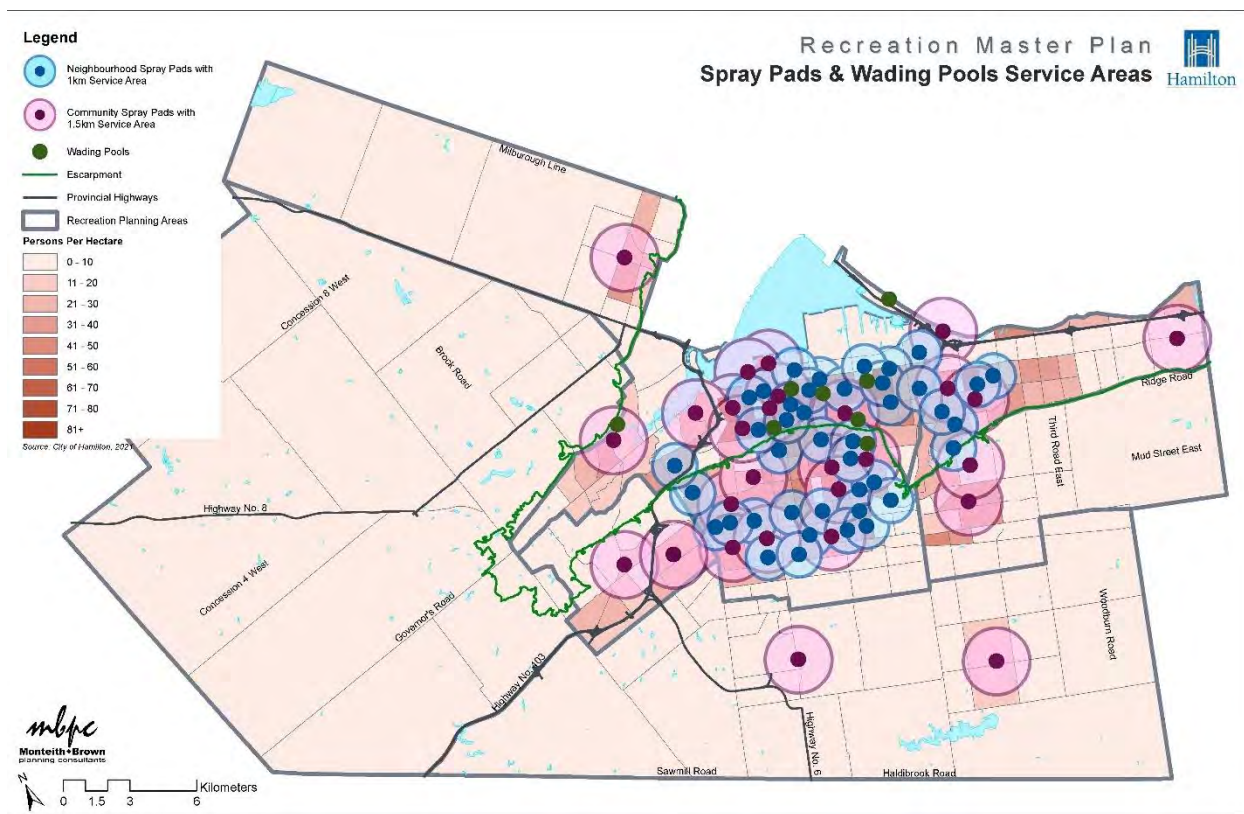 Legend
Neighbourhood Spray Pads with
1km Service Area
Community Spray Pads with
1.5km Service Area
Wading Pools
Escarpment
Provincial Highways
Recreation Planning Areas
Persons Per Hectare
0 - 10
11 - 20
21 - 30
31 - 40
41 - 50
51 - 60
61 - 70
71 - 80
81+
Source: City of Hamilton, 2021
Recreation Master Plan
Spray Pads & Wading Pools Service Areas
Hamilton
Milburough Line
Concession 8 West
Brock Road
Highway No. 8
Concession 4 West
Governor's Road
Highway No. 403
Ridge Road
Third Road East
Mud Street East
Woodburn Road
Highway No. 6
Sawmill Road
Haldibrook Road
mbpc
Monteith+Brown
planning consultants
N
Kilometers
0 1.5 3 6